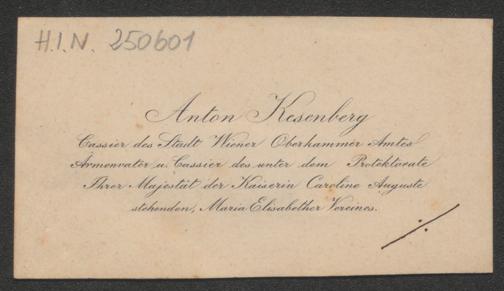 H.I.N. 250601
Anton Kesenberg
Cassier des Stadt Wiener Oberkammer Amtes
Armenvater u. Cassier des unter dem Protektorate
Ihrer Majestät der Kaiserin Caroline Auguste
stehenden, Maria Elisabether Vereines.